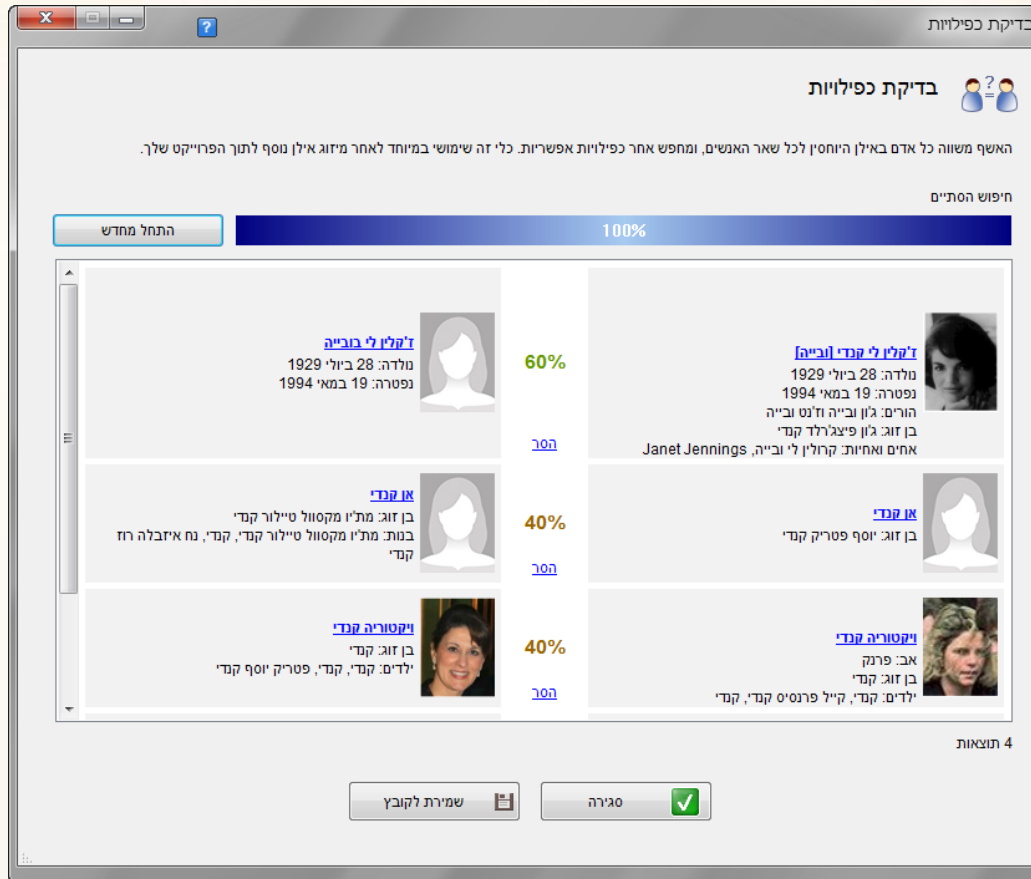 בדיקת כפילויות
בדיקת כפילויות
האשף משווה כל אדם באילן היוחסין לכל שאר האנשים, ומחפש אחר כפילויות אפשריות. כלי זה שימושי במיוחד לאחר מיזוג אילן נוסף לתוך הפרוייקט שלך.
חיפוש הסתיים
100%
התחל מחדש
ז'קלין לי קנדי [ובייה]
נולדה: 28 ביולי 1929
נפטרה: 19 במאי 1994
הורים: ג'ון ובייה וז'נט ובייה
בן זוג: ג'ון פיצג'רלד קנדי
אחים ואחיות: קרולין לי ובייה, Janet Jennings
60%
הסר
ז'קלין לי בובייה
נולדה: 28 ביולי 1929
נפטרה: 19 במאי 1994
אן קנדי
בן זוג: יוסף פטריק קנדי
40%
הסר
אן קנדי
בן זוג: מת'יו מקסוול טיילור קנדי
בנות: מת'יו מקסוול טיילור קנדי, קנדי, נח איזבלה רוז
קנדי
ויקטוריה קנדי
אב: פרנק
בן זוג: קנדי
ילדים: קנדי, קייל פרנסיס קנדי, קנדי
40%
הסר
ויקטוריה קנדי
בן זוג: קנדי
ילדים: קנדי, קנדי, פטריק יוסף קנדי
4 תוצאות
סגירה
שמירת לקובץ